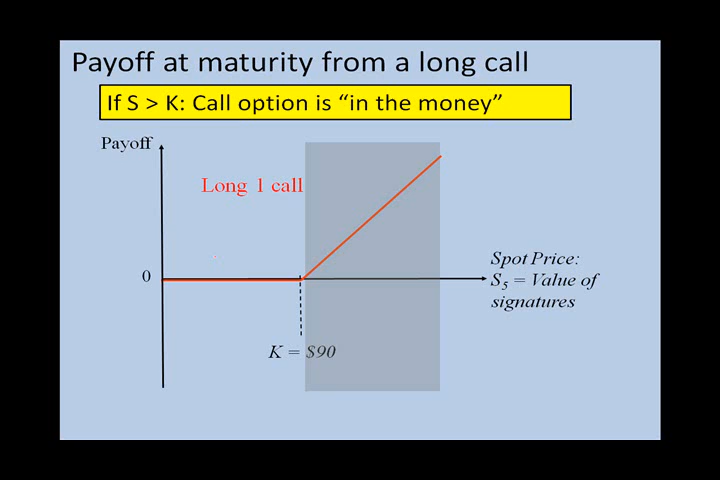 Payoff at maturity from a long call
If S > K: Call option is “in the money”
Payoff
Long 1 call
0
Spot Price:
S₅ = Value of
signatures
K = $90